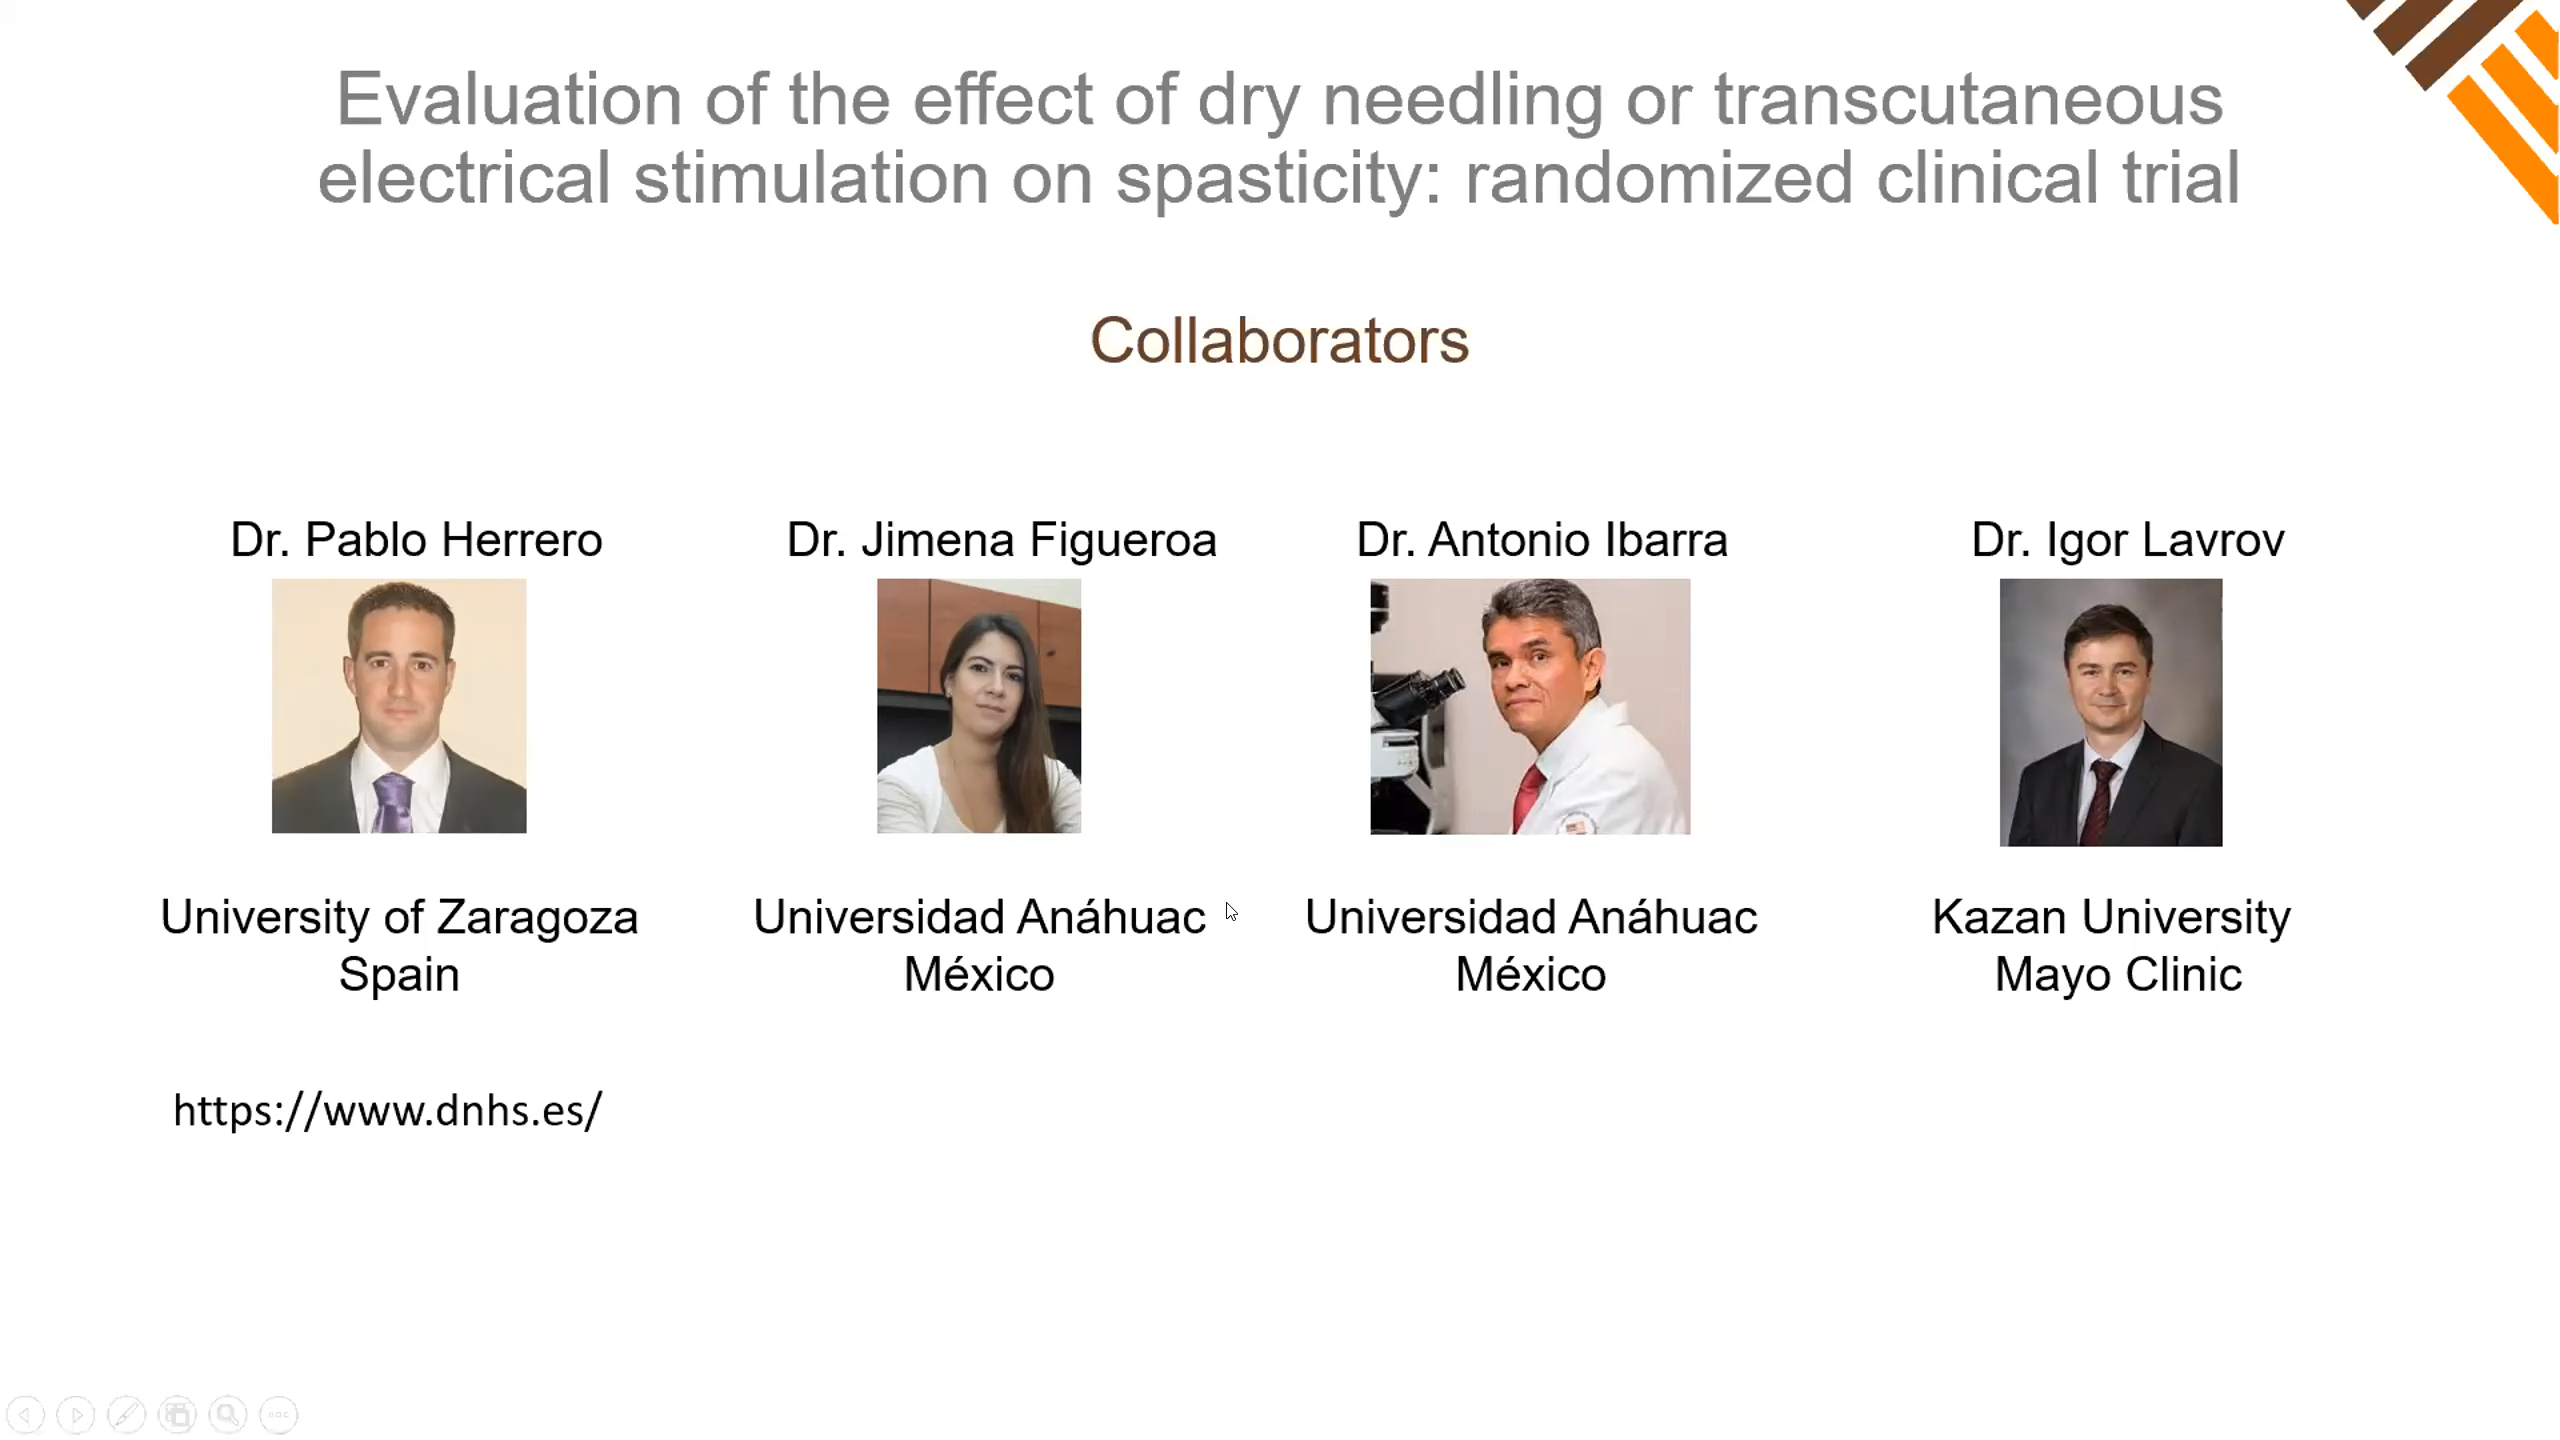 Evaluation of the effect of dry needling or transcutaneous
electrical stimulation on spasticity: randomized clinical trial
Collaborators
Dr. Pablo Herrero
Dr. Jimena Figueroa
Dr. Antonio Ibarra
Dr. Igor Lavrov
University of Zaragoza
Spain
Universidad Anáhuac
México
Universidad Anáhuac
México
Kazan University
Mayo Clinic
https://www.dnhs.es/